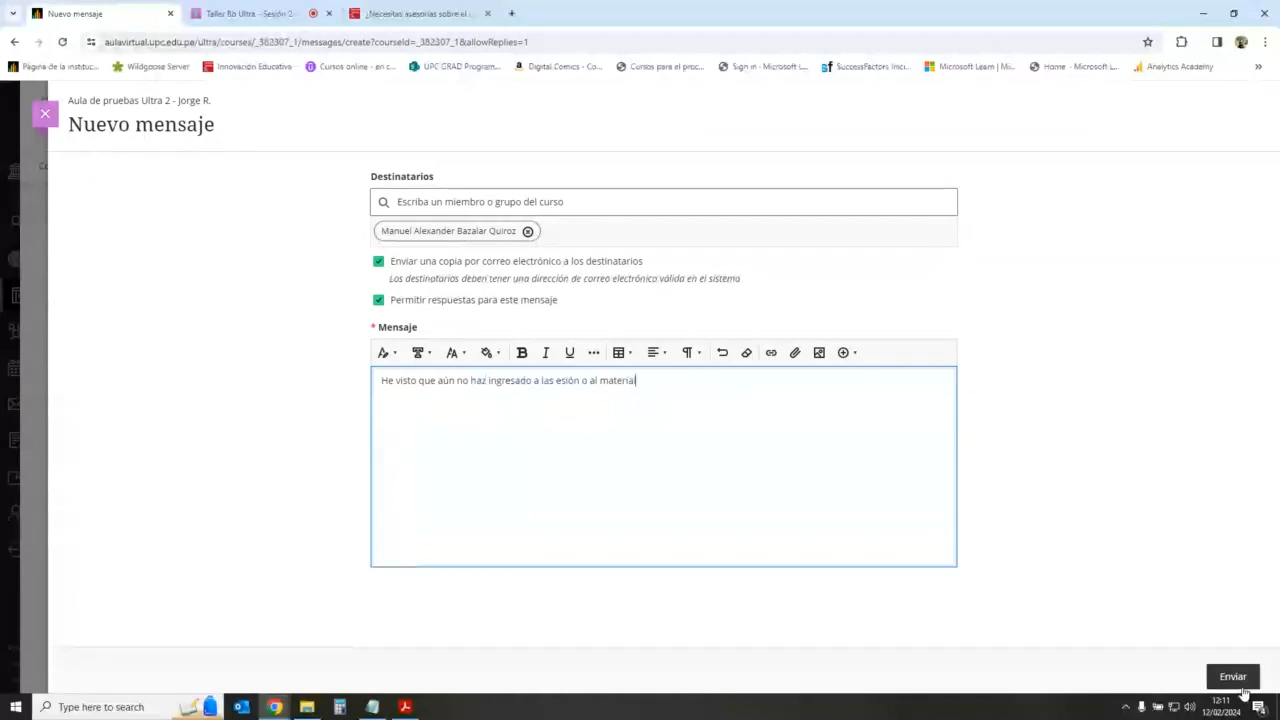 Nuevo mensaje
Taller Bb Ultra - Sesión 2
¿Necesitas asesorías sobre el u
aulavirtual.upc.edu.pe/ultra/courses/_382307_1/messages/create?courseId=_382307_1&allowReplies=1
Página de la instituc...
Wildgoose Server
Innovación Educativa
Cursos online - en c...
UPC GRAD Program...
Digital Comics - Co...
Cursos para el proc...
Sign in - Microsoft L...
SuccessFactors Inici...
Microsoft Learn | Mi...
Home - Microsoft L...
Analytics Academy
Aula de pruebas Ultra 2 - Jorge R.
Nuevo mensaje
Destinatarios
Escriba un miembro o grupo del curso
Manuel Alexander Bazalar Quiroz
Enviar una copia por correo electrónico a los destinatarios
Los destinatarios deben tener una dirección de correo electrónico válida en el sistema
Permitir respuestas para este mensaje
* Mensaje
He visto que aún no haz ingresado a las esión o al material
Enviar
Type here to search
12:11
12/02/2024